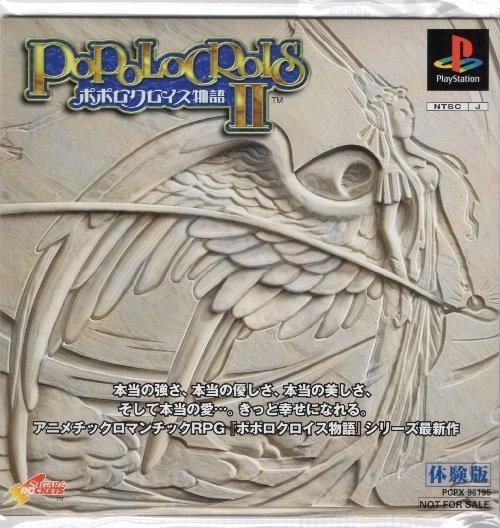 PoPoLoCRoIS
ポポロクロイス物語
II
TM
PlayStation
NTSC J
本当の強さ、本当の優しさ、本当の美しさ、
そして本当の愛…。きっと幸せになれる。
アニメチックロマンチックRPG『ポポロクロイス物語』シリーズ最新作
SUGAR&
ROCKETS
体験版
PCPX 96195
NOT FOR SALE